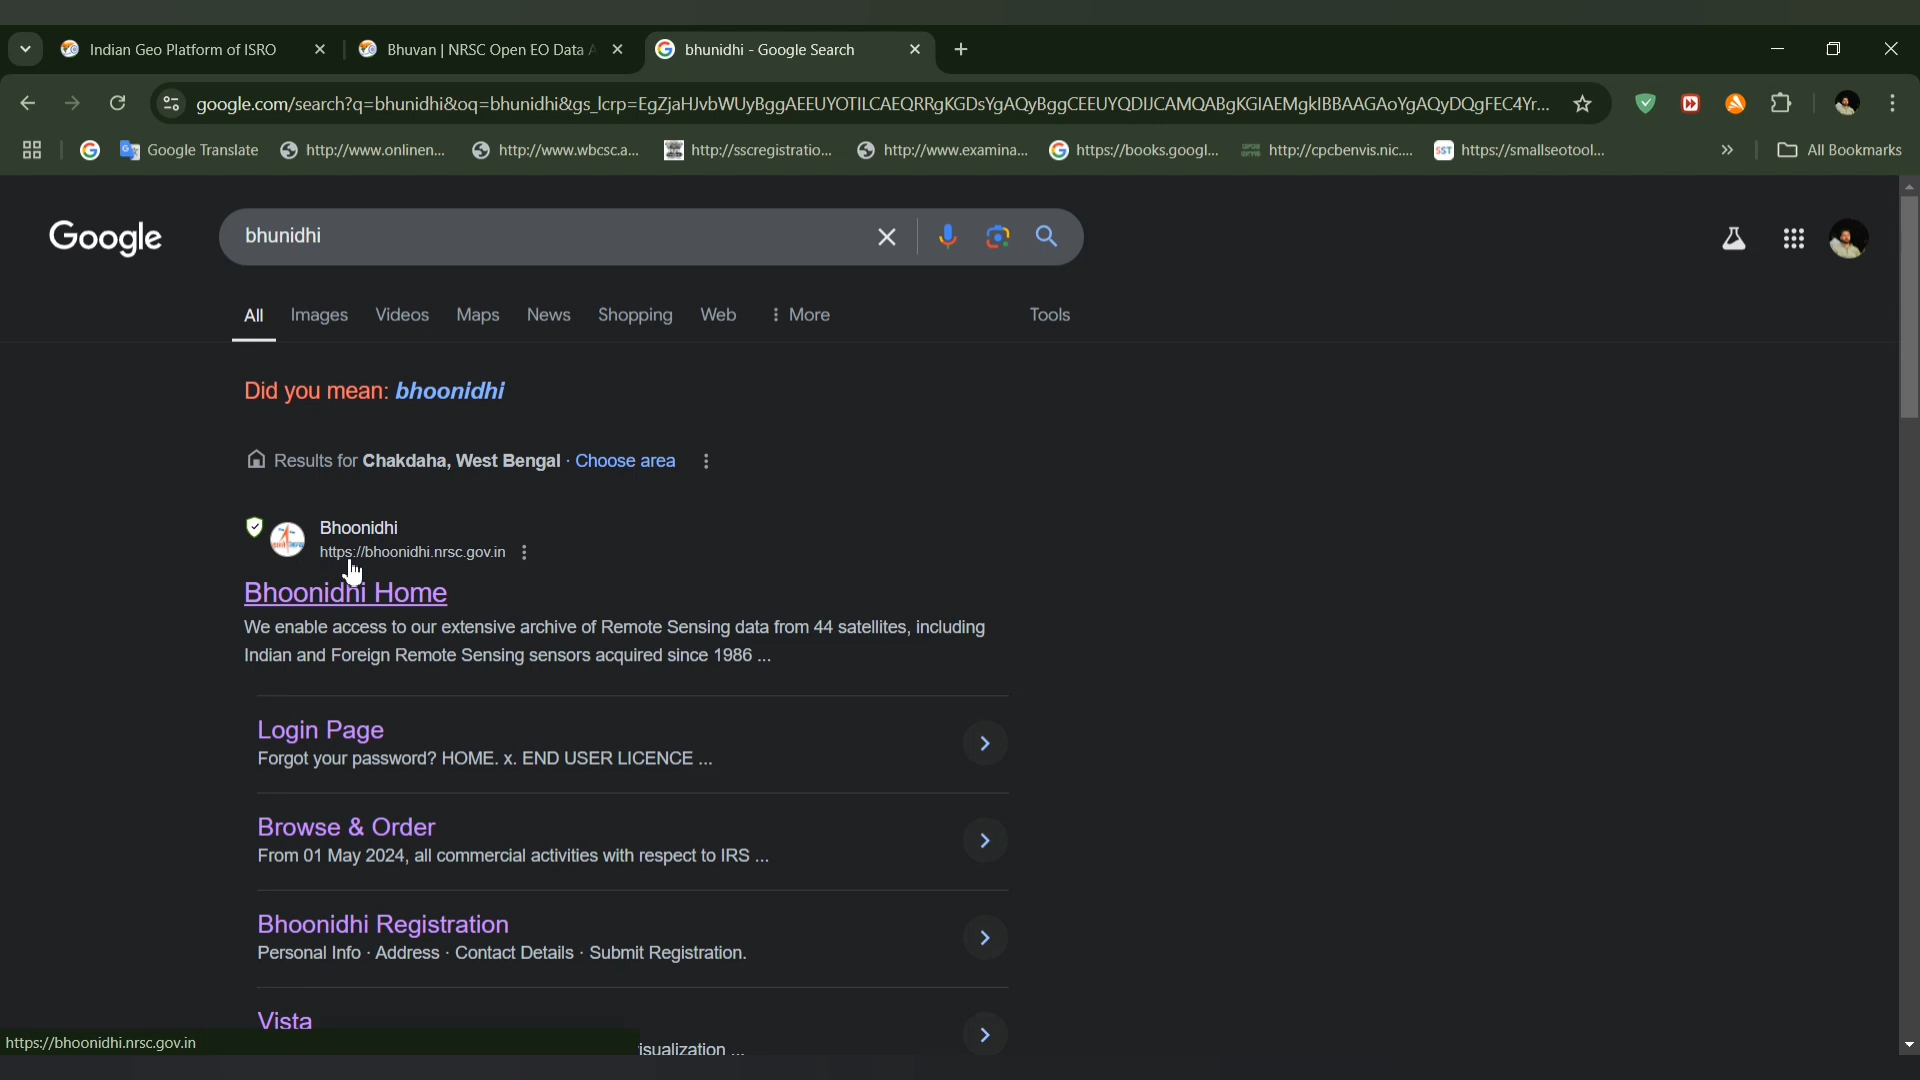 Indian Geo Platform of ISRO
Bhuvan | NRSC Open EO Data A
bhunidhi - Google Search
google.com/search?q=bhunidhi&oq=bhunidhi&gs_lcrp=EgZjaHJvbWUyBggAEEUYOTILCAEQRRgKGDsYgAQyBggCEEUYQDIJCAMQABgKGIAEMgkIBBAAGAoYgAQyDQgFEC4Yr...
Google Translate
http://www.onlinen...
http://www.wbcsc.a...
http://sscregistratio...
http://www.examina...
https://books.googl...
http://cpcbenvis.nic....
SST
https://smallseotool...
All Bookmarks
Google
bhunidhi
All
Images
Videos
Maps
News
Shopping
Web
More
Tools
Did you mean: bhoonidhi
Results for Chakdaha, West Bengal · Choose area
Bhoonidhi
https://bhoonidhi.nrsc.gov.in
Bhoonidhi Home
We enable access to our extensive archive of Remote Sensing data from 44 satellites, including
Indian and Foreign Remote Sensing sensors acquired since 1986 ...
Login Page
Forgot your password? HOME. x. END USER LICENCE ...
Browse & Order
From 01 May 2024, all commercial activities with respect to IRS ...
Bhoonidhi Registration
Personal Info · Address · Contact Details · Submit Registration.
Vista
isualization ...
https://bhoonidhi.nrsc.gov.in